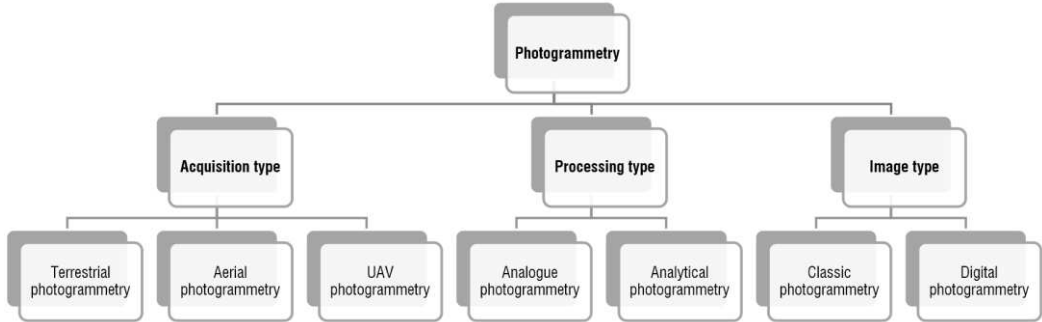 Photogrammetry
Acquisition type
Processing type
Image type
Terrestrial
photogrammetry
Aerial
photogrammetry
UAV
photogrammetry
Analogue
photogrammetry
Analytical
photogrammetry
Classic
photogrammetry
Digital
photogrammetry